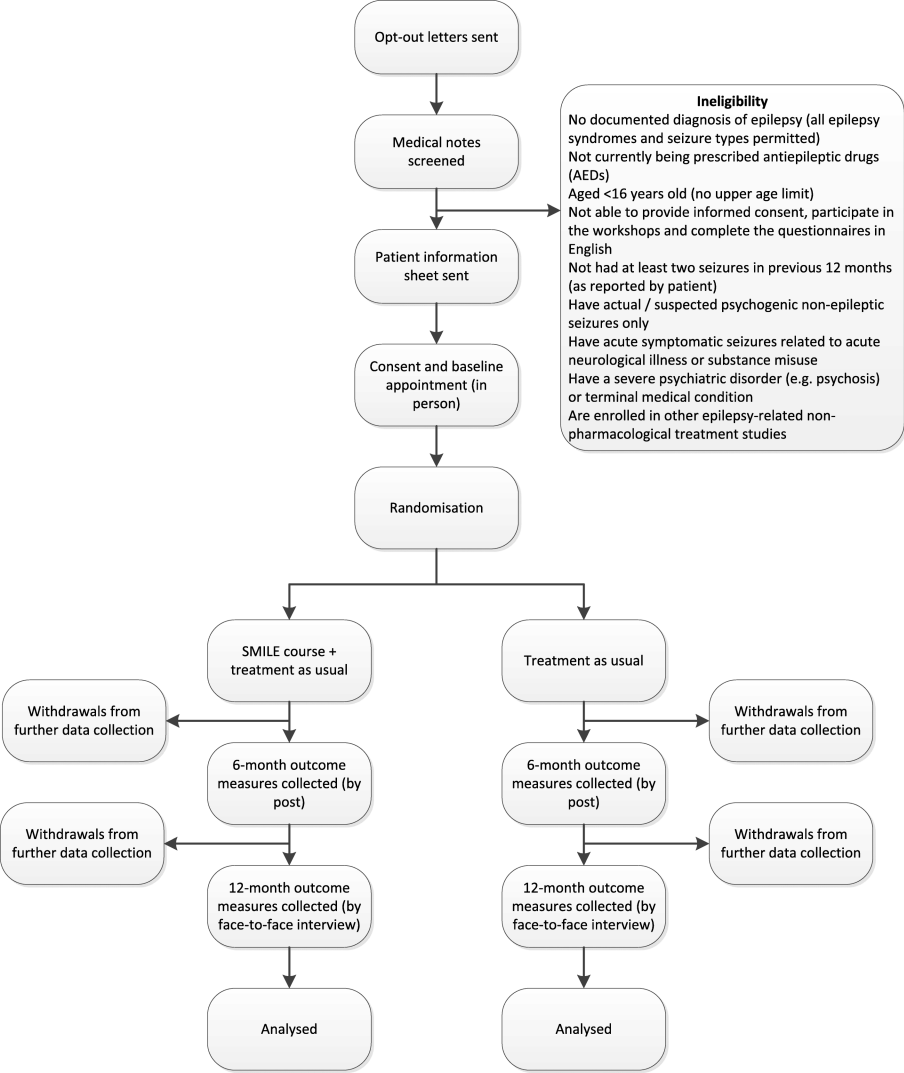 Opt-out letters sent
Medical notes
screened
Ineligibility
No documented diagnosis of epilepsy (all epilepsy
syndromes and seizure types permitted)
Not currently being prescribed antiepileptic drugs
(AEDs)
Aged <16 years old (no upper age limit)
Not able to provide informed consent, participate in
the workshops and complete the questionnaires in
English
Not had at least two seizures in previous 12 months
(as reported by patient)
Have actual / suspected psychogenic non-epileptic
seizures only
Have acute symptomatic seizures related to acute
neurological illness or substance misuse
Have a severe psychiatric disorder (e.g. psychosis)
or terminal medical condition
Are enrolled in other epilepsy-related non-
pharmacological treatment studies
Patient information
sheet sent
Consent and baseline
appointment (in
person)
Randomisation
SMILE course +
treatment as usual
Treatment as usual
Withdrawals from
further data collection
Withdrawals from
further data collection
6-month outcome
measures collected (by
post)
6-month outcome
measures collected (by
post)
Withdrawals from
further data collection
Withdrawals from
further data collection
12-month outcome
measures collected (by
face-to-face interview)
12-month outcome
measures collected (by
face-to-face interview)
Analysed
Analysed